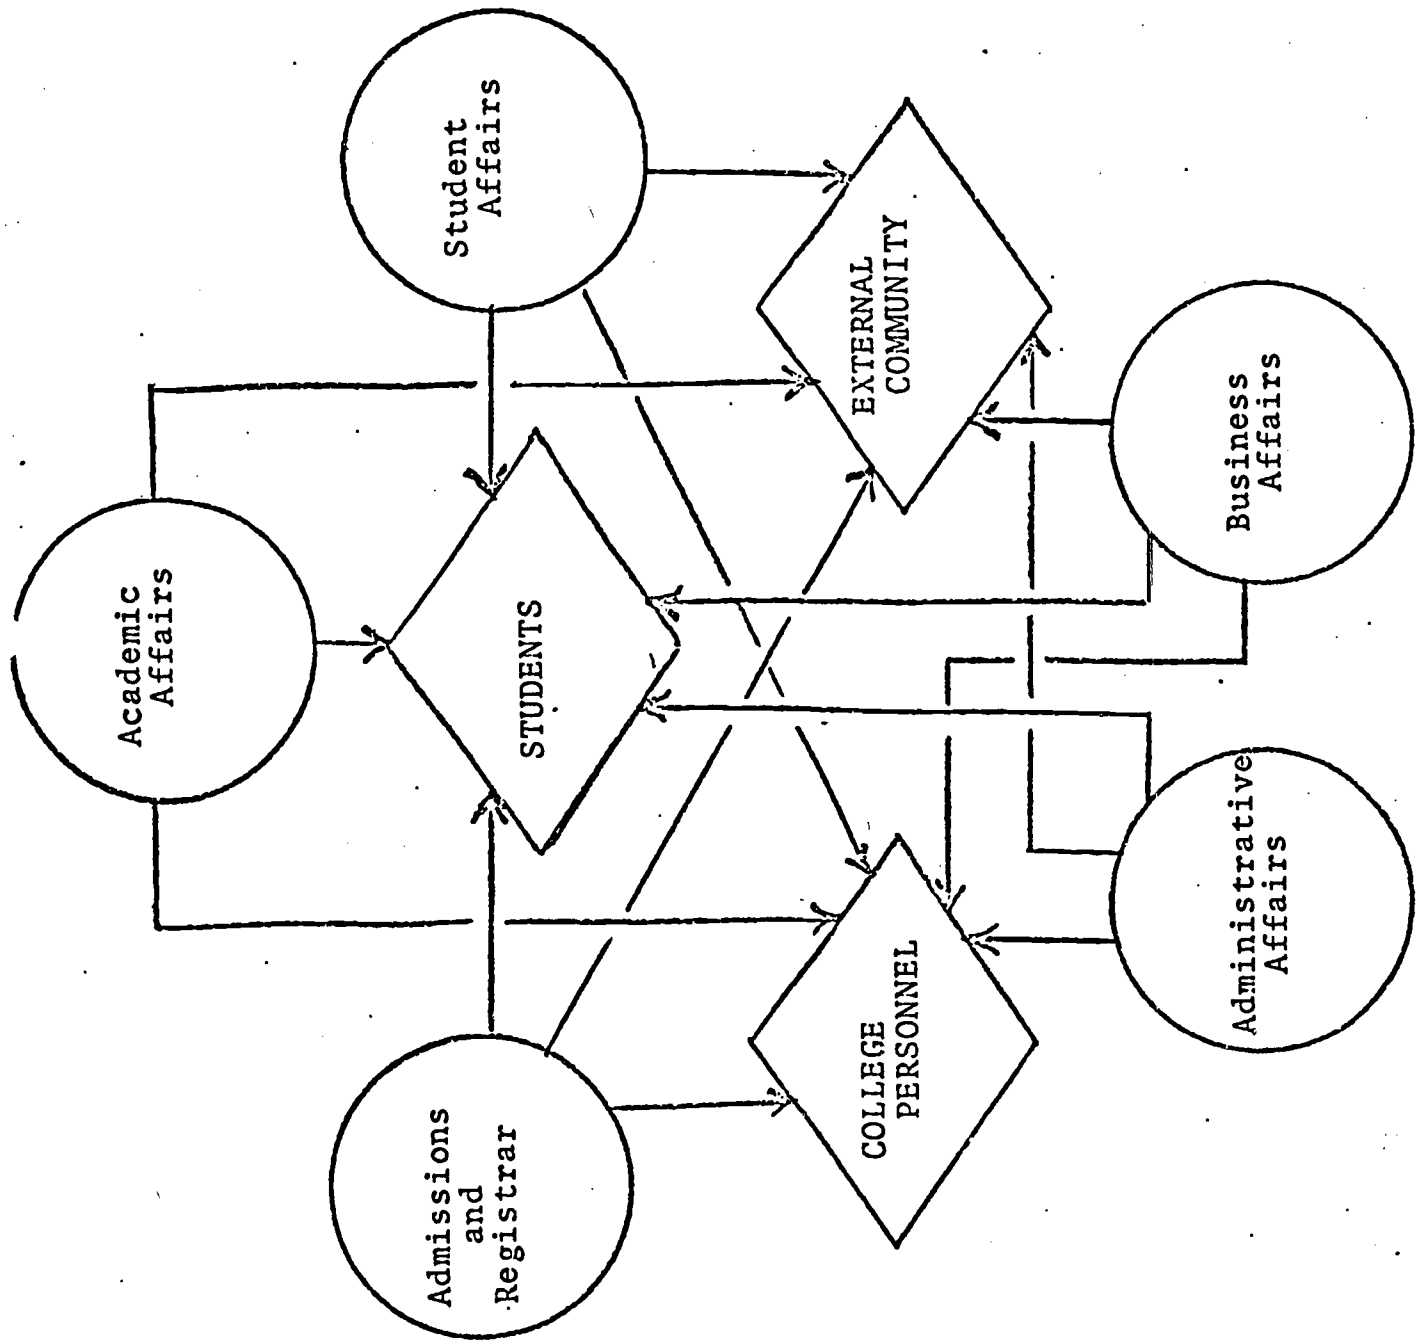 Academic
Affairs
Admissions
and
Registrar
STUDENTS
Student
Affairs
COLLEGE
PERSONNEL
EXTERNAL
COMMUNITY
Administrative
Affairs
Business
Affairs